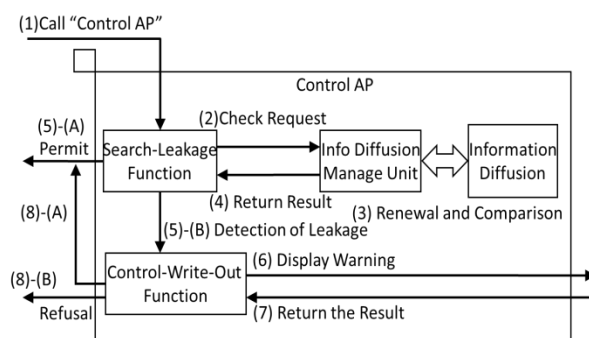 (1)Call “Control AP”
Control AP
(5)-(A)
Permit
(2)Check Request
Search-Leakage
Function
Info Diffusion
Manage Unit
Information
Diffusion
(4) Return Result
(3) Renewal and Comparison
(8)-(A)
(5)-(B) Detection of Leakage
(6) Display Warning
Control-Write-Out
Function
(8)-(B)
Refusal
(7) Return the Result